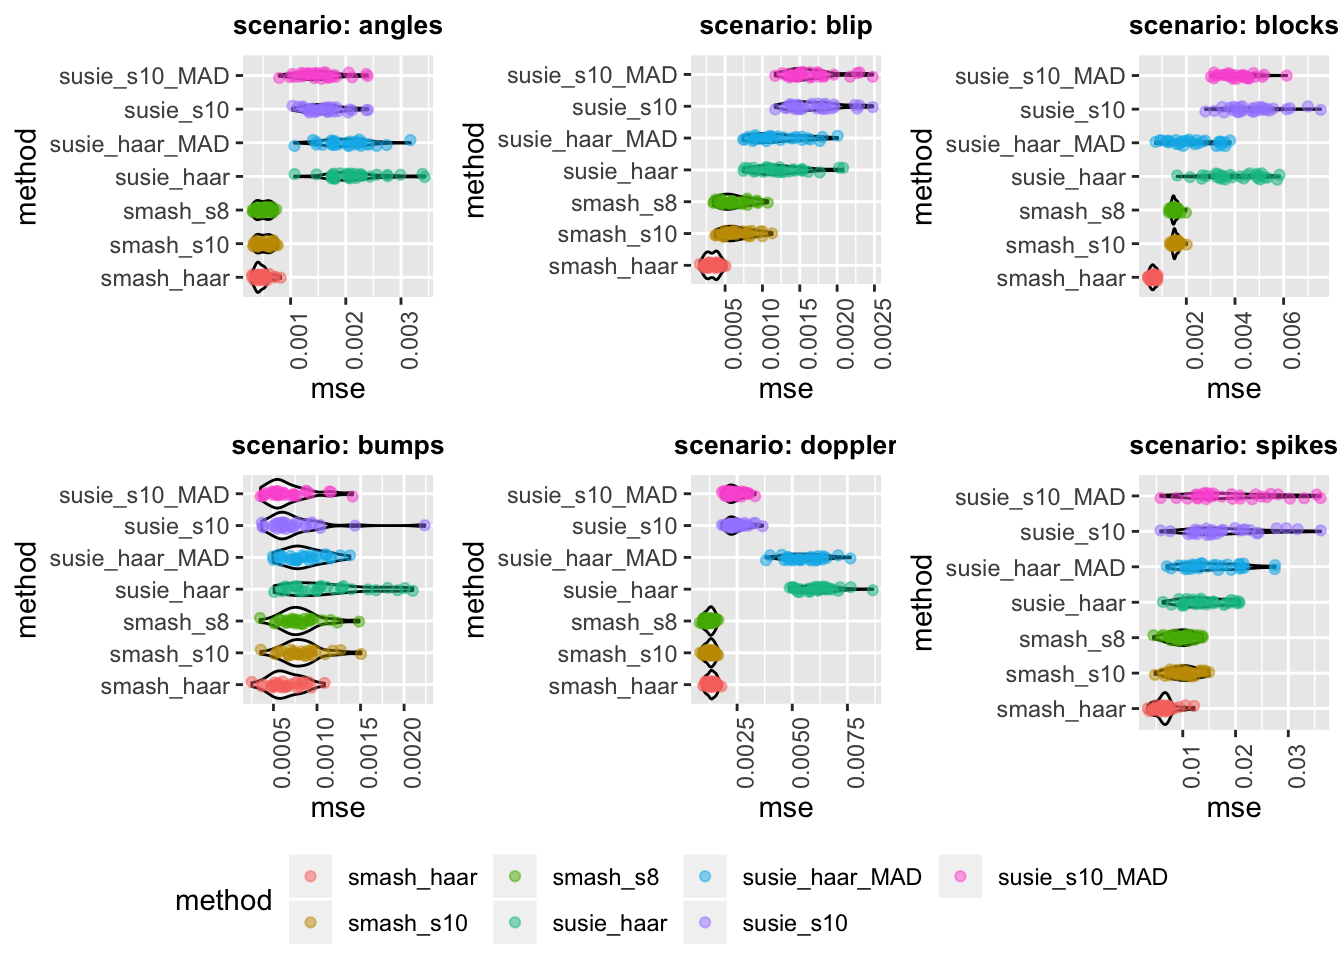 scenario: angles
method
susie_s10_MAD
susie_s10
susie_haar_MAD
susie_haar
smash_s8
smash_s10
smash_haar
0.001
0.002
0.003
mse
scenario: blip
method
susie_s10_MAD
susie_s10
susie_haar_MAD
susie_haar
smash_s8
smash_s10
smash_haar
0.0005
0.0010
0.0015
0.0020
0.0025
mse
scenario: blocks
method
susie_s10_MAD
susie_s10
susie_haar_MAD
susie_haar
smash_s8
smash_s10
smash_haar
0.002
0.004
0.006
mse
scenario: bumps
method
susie_s10_MAD
susie_s10
susie_haar_MAD
susie_haar
smash_s8
smash_s10
smash_haar
0.0005
0.0010
0.0015
0.0020
mse
scenario: doppler
method
susie_s10_MAD
susie_s10
susie_haar_MAD
susie_haar
smash_s8
smash_s10
smash_haar
0.0025
0.0050
0.0075
mse
scenario: spikes
method
susie_s10_MAD
susie_s10
susie_haar_MAD
susie_haar
smash_s8
smash_s10
smash_haar
0.01
0.02
0.03
mse
method
smash_haar
smash_s8
susie_haar_MAD
susie_s10_MAD
smash_s10
susie_haar
susie_s10